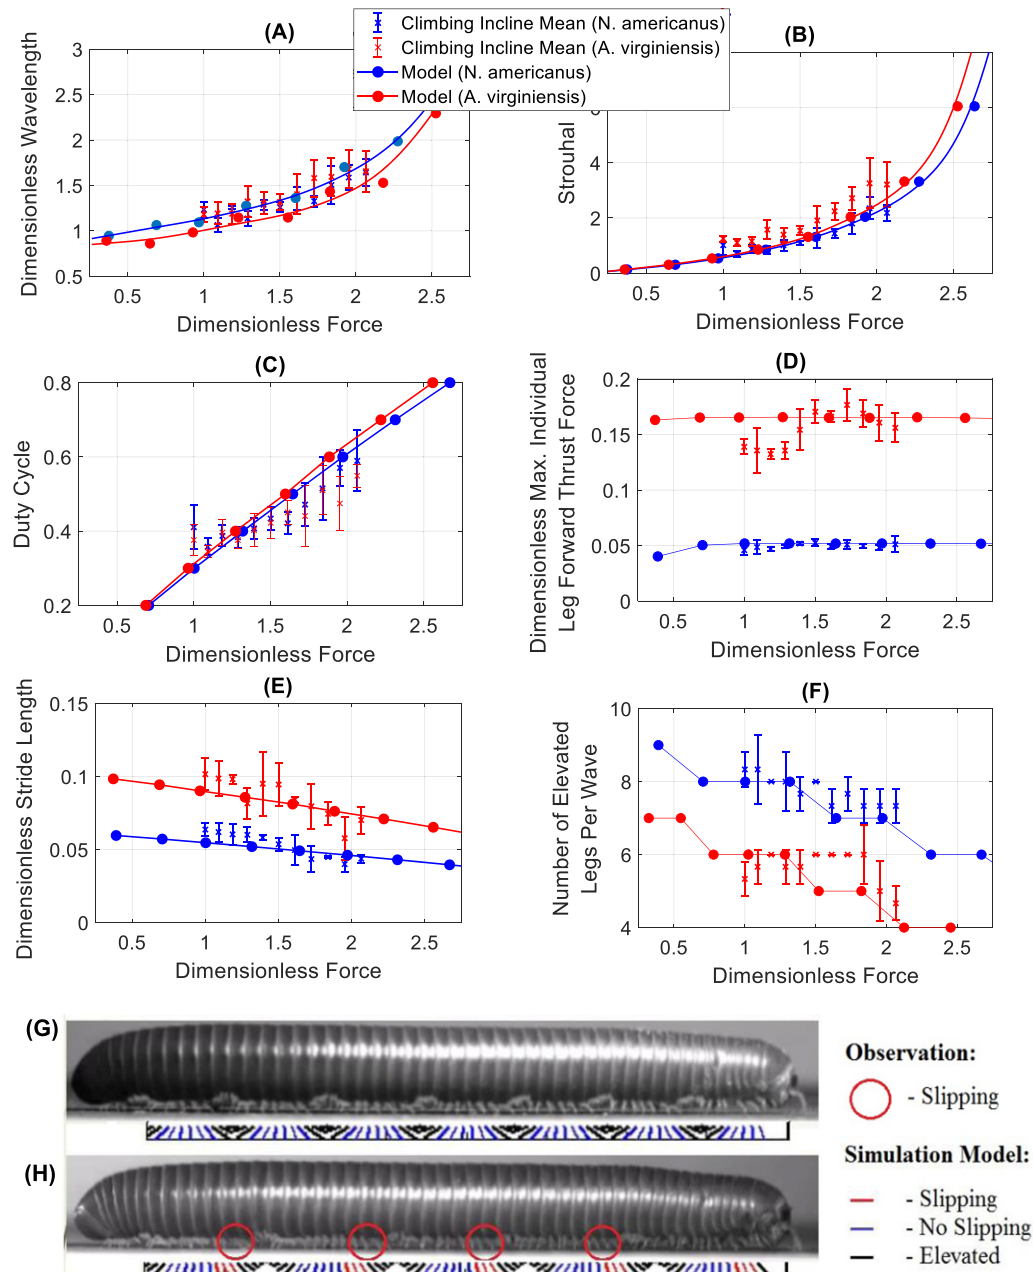 (A)
Climbing Incline Mean (N. americanus)
Climbing Incline Mean (A. virginiensis)
Model (N. americanus)
Model (A. virginiensis)
Dimensionless Wavelength
3
2.5
2
1.5
1
0.5
0.5 1 1.5 2 2.5
Dimensionless Force
(B)
Strouhal
6
4
2
0
0.5 1 1.5 2 2.5
Dimensionless Force
(C)
Duty Cycle
0.8
0.6
0.4
0.2
0.5 1 1.5 2 2.5
Dimensionless Force
(D)
Dimensionless Max. Individual
Leg Forward Thrust Force
0.2
0.15
0.1
0.05
0
0.5 1 1.5 2 2.5
Dimensionless Force
(E)
Dimensionless Stride Length
0.15
0.1
0.05
0
0.5 1 1.5 2 2.5
Dimensionless Force
(F)
Number of Elevated
Legs Per Wave
10
8
6
4
0.5 1 1.5 2 2.5
Dimensionless Force
(G)
(H)
Observation:
- Slipping
Simulation Model:
- Slipping
- No Slipping
- Elevated